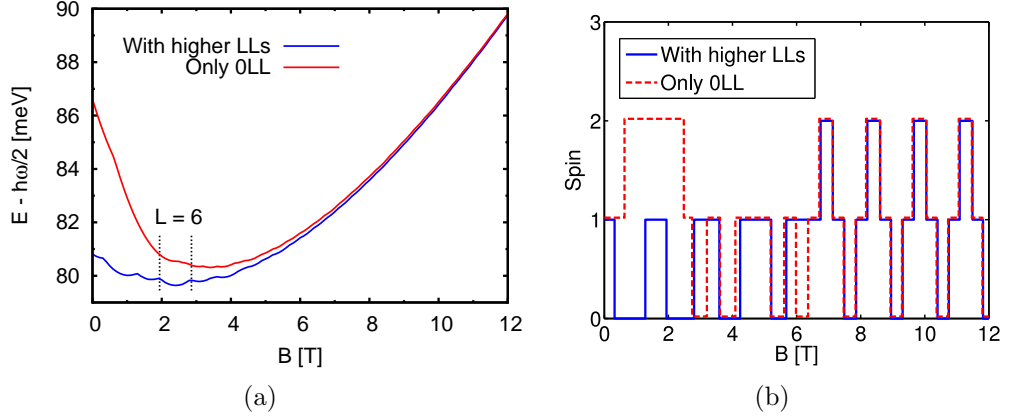 90
88
86
84
82
80
E - ħω/2 [meV]
With higher LLs
Only 0LL
L = 6
0 2 4 6 8 10 12
B [T]
(a)
3
2
1
0
Spin
With higher LLs
Only 0LL
0 2 4 6 8 10 12
B [T]
(b)